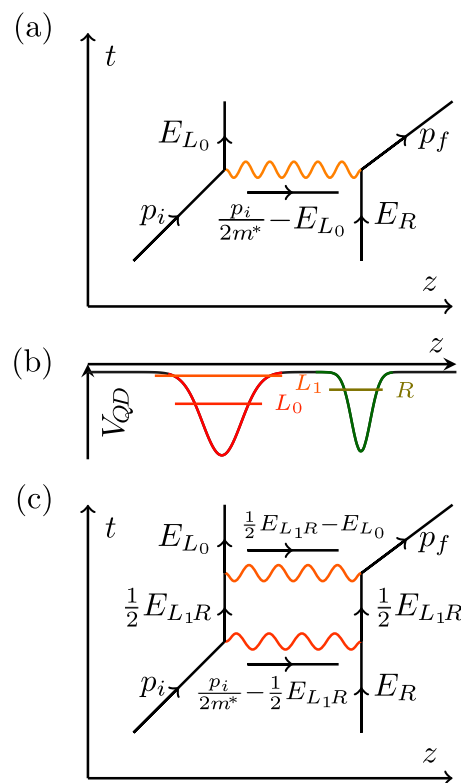 (a)
t
E_{L_0}
p_f
p_i
\frac{p_i}{2m^*}-E_{L_0}
E_R
z
(b)
z
V_{QD}
L_1
L_0
R
(c)
t
E_{L_0}
\frac{1}{2}E_{L_1R}-E_{L_0}
p_f
\frac{1}{2}E_{L_1R}
\frac{1}{2}E_{L_1R}
p_i
\frac{p_i}{2m^*}-\frac{1}{2}E_{L_1R}
E_R
z